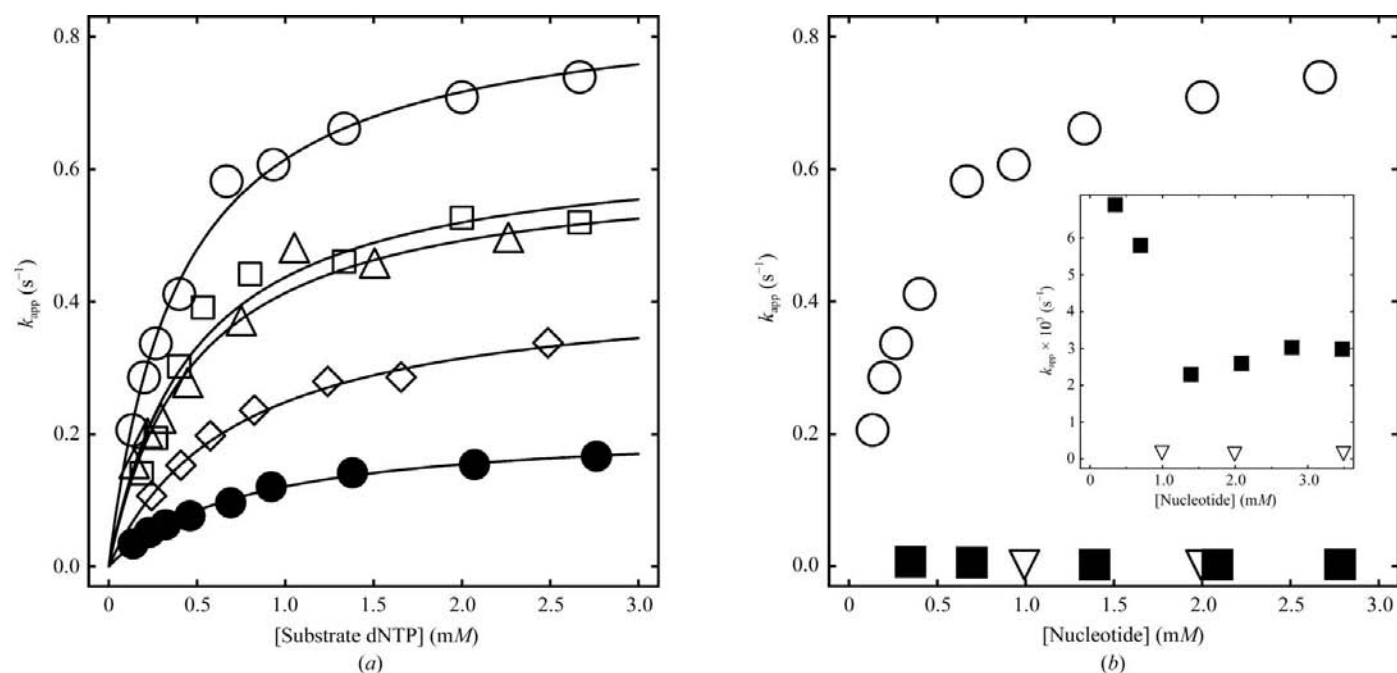 0.8
0.6
0.4
0.2
0.0
k_app (s⁻¹)
0 0.5 1.0 1.5 2.0 2.5 3.0
[Substrate dNTP] (mM)
(a)
0.8
0.6
0.4
0.2
0.0
k_app (s⁻¹)
6
5
4
3
2
1
0
k_app × 10³ (s⁻¹)
0 1.0 2.0 3.0
[Nucleotide] (mM)
0 0.5 1.0 1.5 2.0 2.5 3.0
[Nucleotide] (mM)
(b)